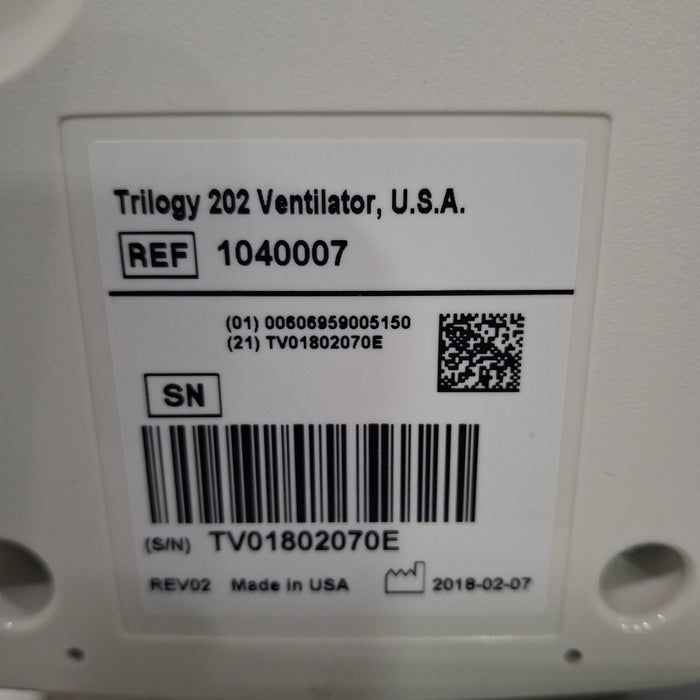 Trilogy 202 Ventilator, U.S.A.
REF 1040007
(01) 00606959005150
(21) TV01802070E
SN
(S/N) TV01802070E
REV02 Made in USA 2018-02-07